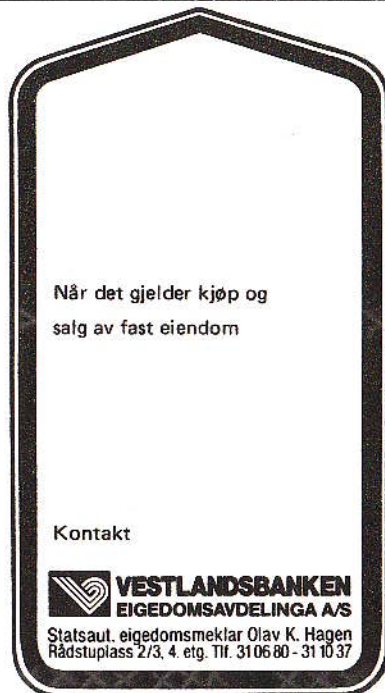 Når det gjelder kjøp og
salg av fast eiendom
Kontakt
VESTLANDSBANKEN
EIGEDOMSAVDELINGA A/S
Statsaut. eigedomsmeklar Olav K. Hagen
Rådstuplass 2/3, 4. etg. Tlf. 31 06 80 - 31 10 37